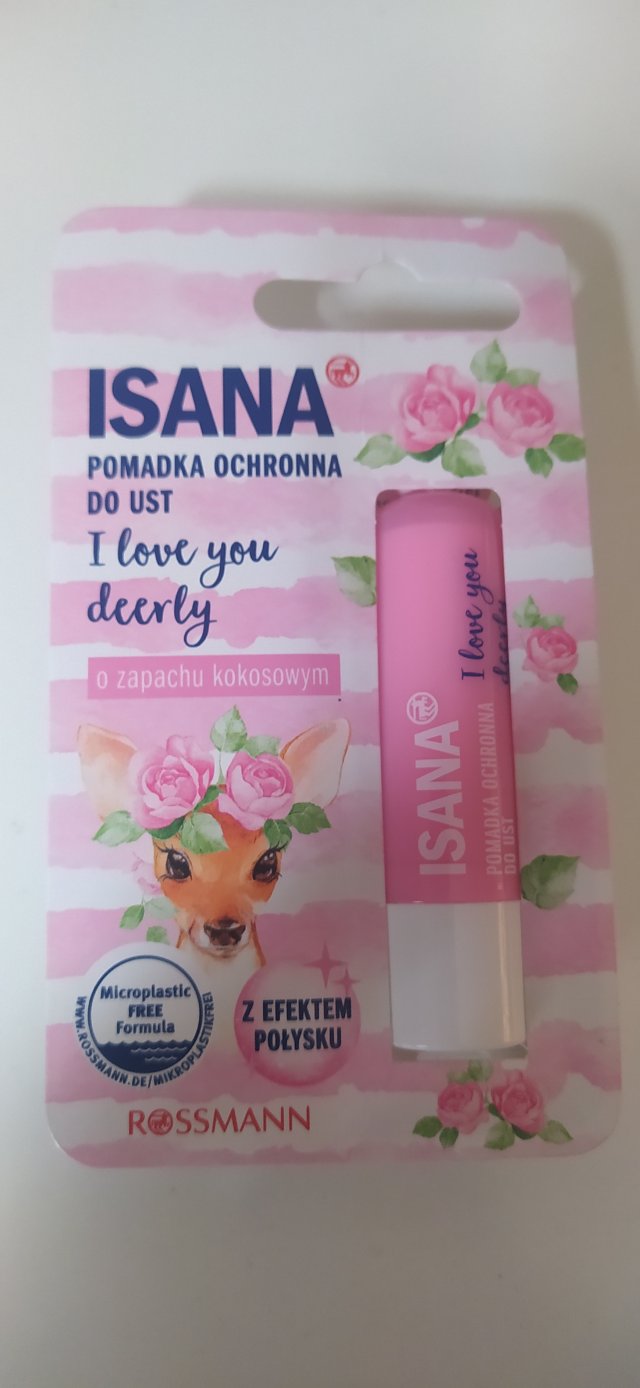 ISANA
POMADKA OCHRONNA
DO UST
I love you
deerly
o zapachu kokosowym
I love you
deerly
ISANA
POMADKA OCHRONNA
DO UST
Microplastic
FREE
Formula
WWW.ROSSMANN.DE/MIKROPLASTIKFREI
Z EFEKTEM
POŁYSKU
ROSSMANN